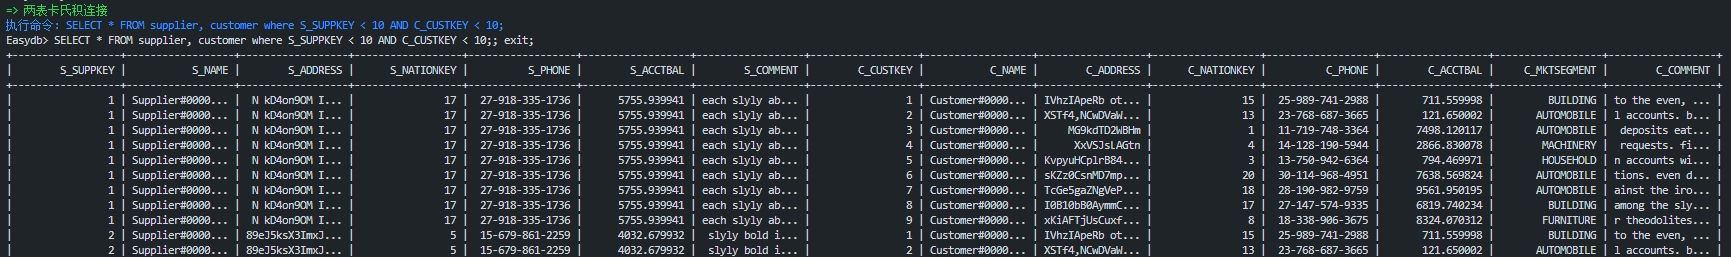 => 两表卡氏积连接
执行命令: SELECT * FROM supplier, customer where S_SUPPKEY < 10 AND C_CUSTKEY < 10;
Easydb> SELECT * FROM supplier, customer where S_SUPPKEY < 10 AND C_CUSTKEY < 10;; exit;
| S_SUPPKEY | S_NAME | S_ADDRESS | S_NATIONKEY | S_PHONE | S_ACCTBAL | S_COMMENT | C_CUSTKEY | C_NAME | C_ADDRESS | C_NATIONKEY | C_PHONE | C_ACCTBAL | C_MKTSEGMENT | C_COMMENT |
| 1 | Supplier#0000... | N kD4on9OM I... | 17 | 27-918-335-1736 | 5755.939941 | each slyly ab... | 1 | Customer#0000... | IVhzIApeRb ot... | 15 | 25-989-741-2988 | 711.559998 | BUILDING | to the even, ... |
| 1 | Supplier#0000... | N kD4on9OM I... | 17 | 27-918-335-1736 | 5755.939941 | each slyly ab... | 2 | Customer#0000... | XSTf4,NCwDVaW... | 13 | 23-768-687-3665 | 121.650002 | AUTOMOBILE | l accounts. b... |
| 1 | Supplier#0000... | N kD4on9OM I... | 17 | 27-918-335-1736 | 5755.939941 | each slyly ab... | 3 | Customer#0000... | MG9kdTD2WBHm | 1 | 11-719-748-3364 | 7498.120117 | AUTOMOBILE | deposits eat... |
| 1 | Supplier#0000... | N kD4on9OM I... | 17 | 27-918-335-1736 | 5755.939941 | each slyly ab... | 4 | Customer#0000... | XxVSJsLAGtn | 4 | 14-128-190-5944 | 2866.830078 | MACHINERY | requests. fi... |
| 1 | Supplier#0000... | N kD4on9OM I... | 17 | 27-918-335-1736 | 5755.939941 | each slyly ab... | 5 | Customer#0000... | KvpyuHCplrB84... | 3 | 13-750-942-6364 | 794.469971 | HOUSEHOLD | n accounts wi... |
| 1 | Supplier#0000... | N kD4on9OM I... | 17 | 27-918-335-1736 | 5755.939941 | each slyly ab... | 6 | Customer#0000... | sKZz0CsnMD7mp... | 20 | 30-114-968-4951 | 7638.569824 | AUTOMOBILE | tions. even d... |
| 1 | Supplier#0000... | N kD4on9OM I... | 17 | 27-918-335-1736 | 5755.939941 | each slyly ab... | 7 | Customer#0000... | TcGe5gaZNgVeP... | 18 | 28-190-982-9759 | 9561.950195 | AUTOMOBILE | ainst the iro... |
| 1 | Supplier#0000... | N kD4on9OM I... | 17 | 27-918-335-1736 | 5755.939941 | each slyly ab... | 8 | Customer#0000... | I0B10bB0AymmC... | 17 | 27-147-574-9335 | 6819.740234 | BUILDING | among the sly... |
| 1 | Supplier#0000... | N kD4on9OM I... | 17 | 27-918-335-1736 | 5755.939941 | each slyly ab... | 9 | Customer#0000... | xKiAFTjUsCuxf... | 8 | 18-338-906-3675 | 8324.070312 | FURNITURE | r theodolites... |
| 2 | Supplier#0000... | 89eJ5ksX3ImxJ... | 5 | 15-679-861-2259 | 4032.679932 | slyly bold i... | 1 | Customer#0000... | IVhzIApeRb ot... | 15 | 25-989-741-2988 | 711.559998 | BUILDING | to the even, ... |
| 2 | Supplier#0000... | 89eJ5ksX3ImxJ... | 5 | 15-679-861-2259 | 4032.679932 | slyly bold i... | 2 | Customer#0000... | XSTf4,NCwDVaW... | 13 | 23-768-687-3665 | 121.650002 | AUTOMOBILE | l accounts. b... |